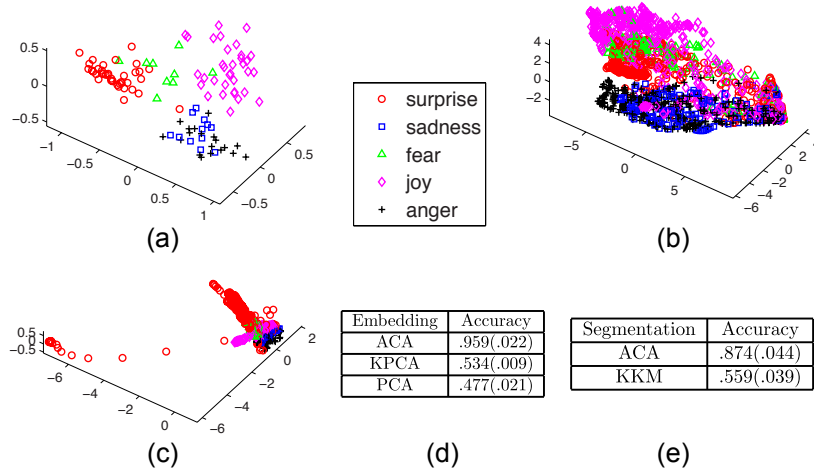 0.5
0
−0.5
−1
−0.5
0
0.5
1
−0.5
0
0.5
(a)
surprise
sadness
fear
joy
anger
4
2
0
−2
−5
0
5
−6
−4
−2
0
2
(b)
0.5
0
−0.5
−6
−4
−2
0
−6
−4
−2
0
2
(c)
Embedding Accuracy
ACA .959(.022)
KPCA .534(.009)
PCA .477(.021)
(d)
Segmentation Accuracy
ACA .874(.044)
KKM .559(.039)
(e)